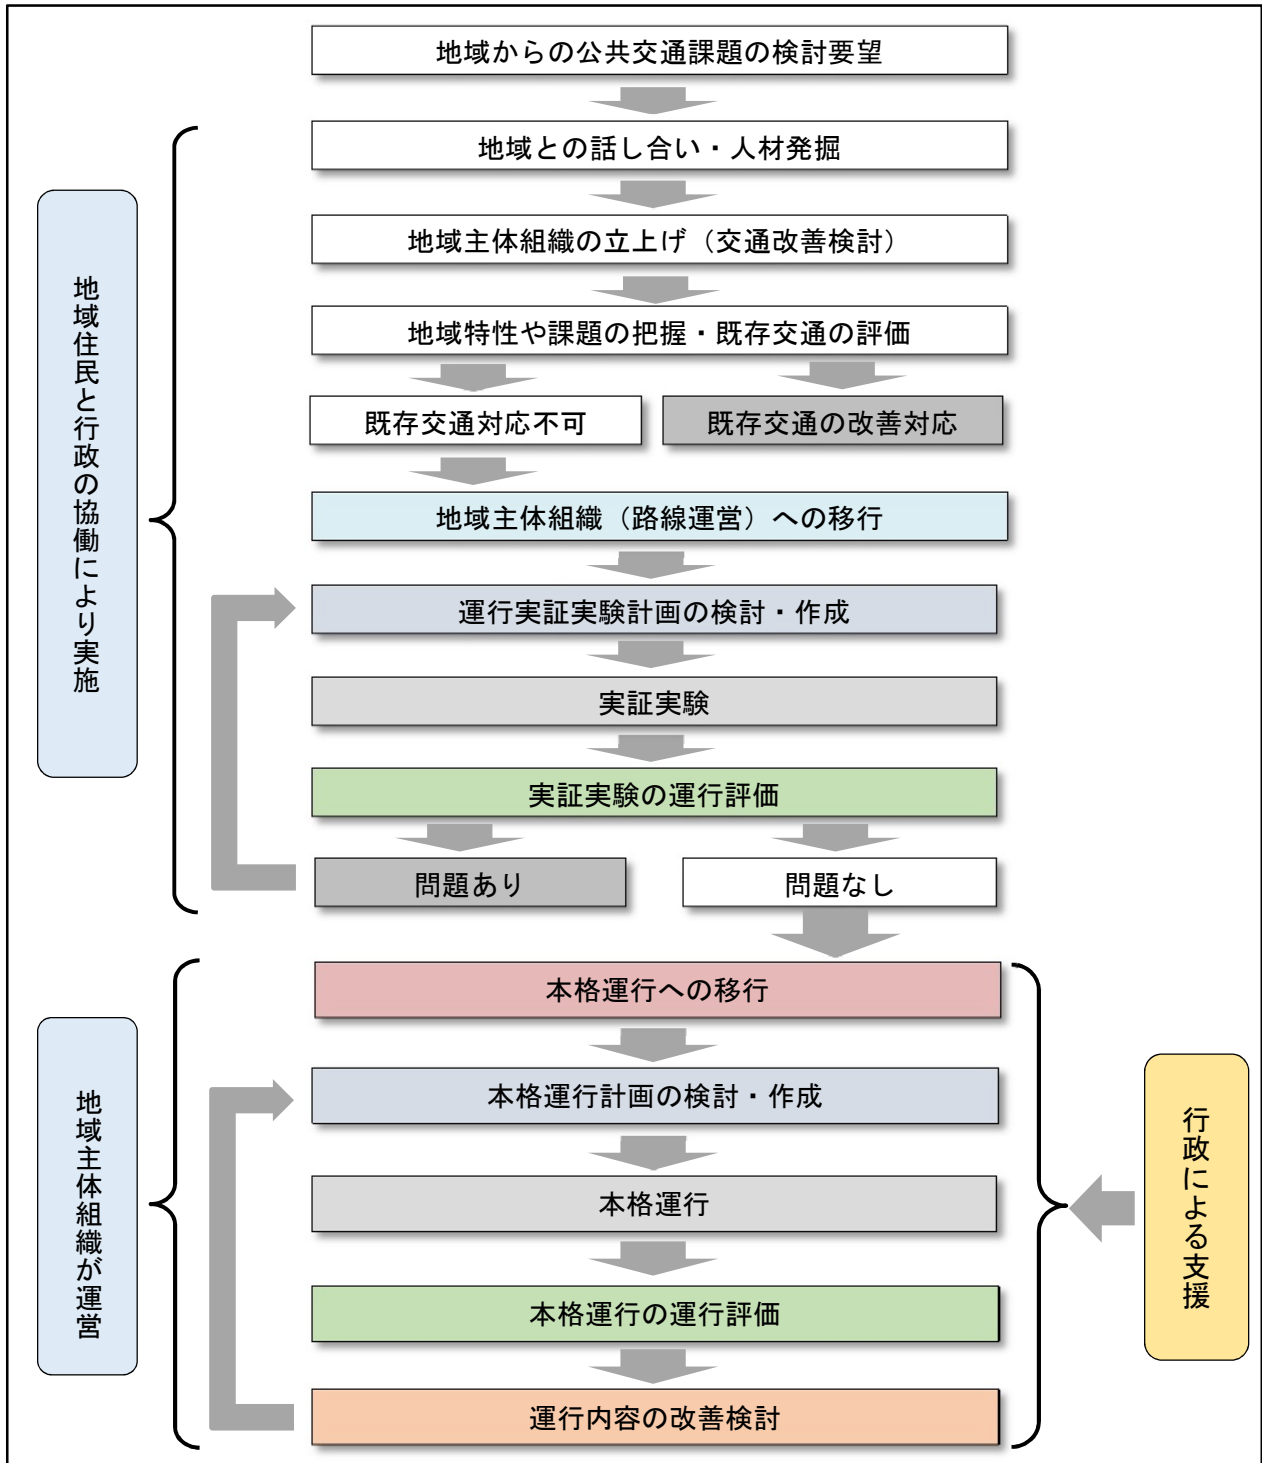 地域からの公共交通課題の検討要望
地域との話し合い・人材発掘
地域主体組織の立上げ（交通改善検討）
地域特性や課題の把握・既存交通の評価
既存交通対応不可
既存交通の改善対応
地域主体組織（路線運営）への移行
運行実証実験計画の検討・作成
実証実験
実証実験の運行評価
問題あり
問題なし
地域住民と行政の協働により実施
本格運行への移行
本格運行計画の検討・作成
本格運行
本格運行の運行評価
運行内容の改善検討
地域主体組織が運営
行政による支援